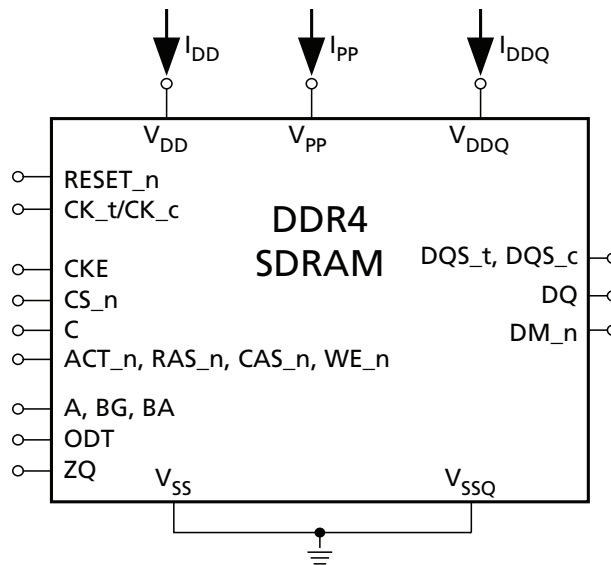 IDD
IPP
IDDQ
VDD
VPP
VDDQ
RESET_n
CK_t/CK_c
DDR4
SDRAM
CKE
CS_n
C
ACT_n, RAS_n, CAS_n, WE_n
A, BG, BA
ODT
ZQ
DQS_t, DQS_c
DQ
DM_n
VSS
VSSQ